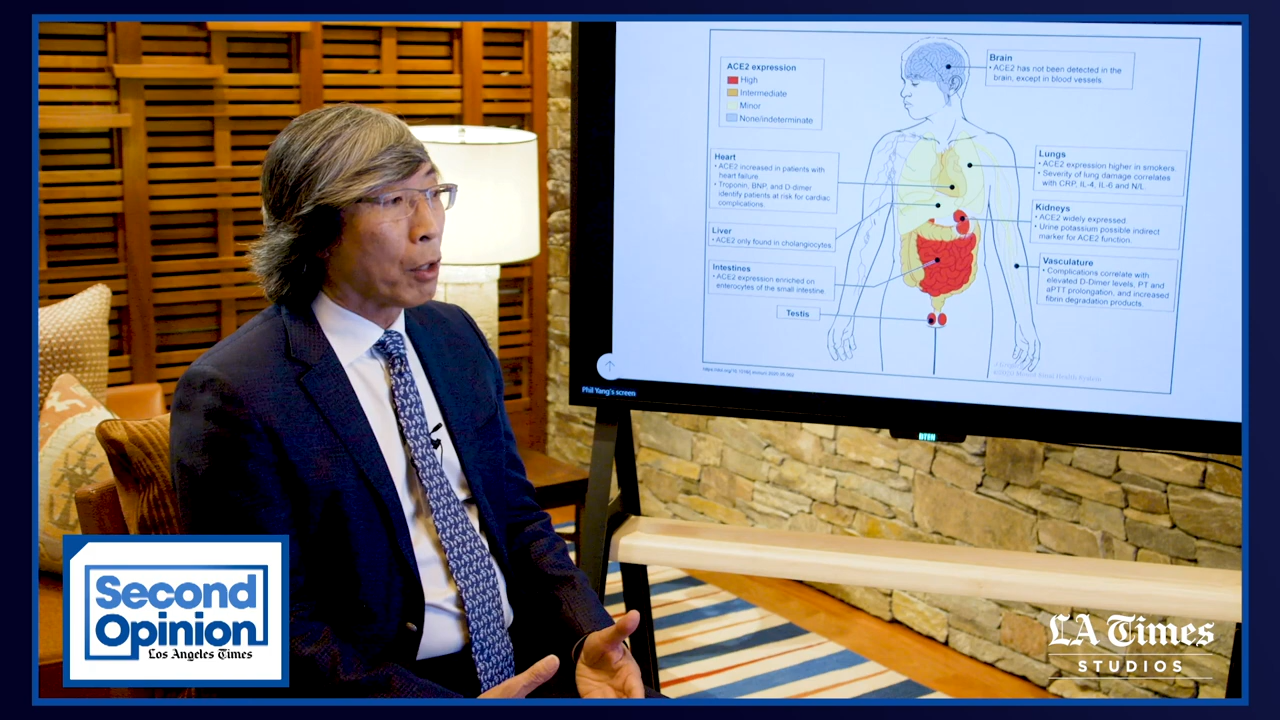 ACE2 expression
High
Intermediate
Minor
None/indeterminate
Brain
• ACE2 has not been detected in the
brain, except in blood vessels.
Heart
• ACE2 increased in patients with
heart failure.
• Troponin, BNP, and D-dimer
identify patients at risk for cardiac
complications.
Lungs
• ACE2 expression higher in smokers.
• Severity of lung damage correlates
with CRP, IL-4, IL-6 and N/L.
Liver
• ACE2 only found in cholangiocytes.
Kidneys
• ACE2 widely expressed.
• Urine potassium possible indirect
marker for ACE2 function.
Intestines
• ACE2 expression enriched on
enterocytes of the small intestine.
Vasculature
• Complications correlate with
elevated D-Dimer levels, PT and
aPTT prolongation, and increased
fibrin degradation products.
Testis
Phil Yang's screen
Second
Opinion
Los Angeles Times
LA Times
STUDIOS